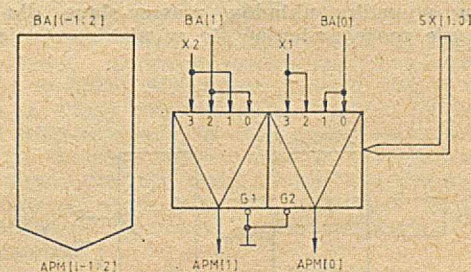 BA[l-1:2] BA[1] BA[0] SX[1:0]
X2 X1
3 2 1 0 3 2 1 0
G1 G2
APM[l-1:2] APM[1] APM[0]